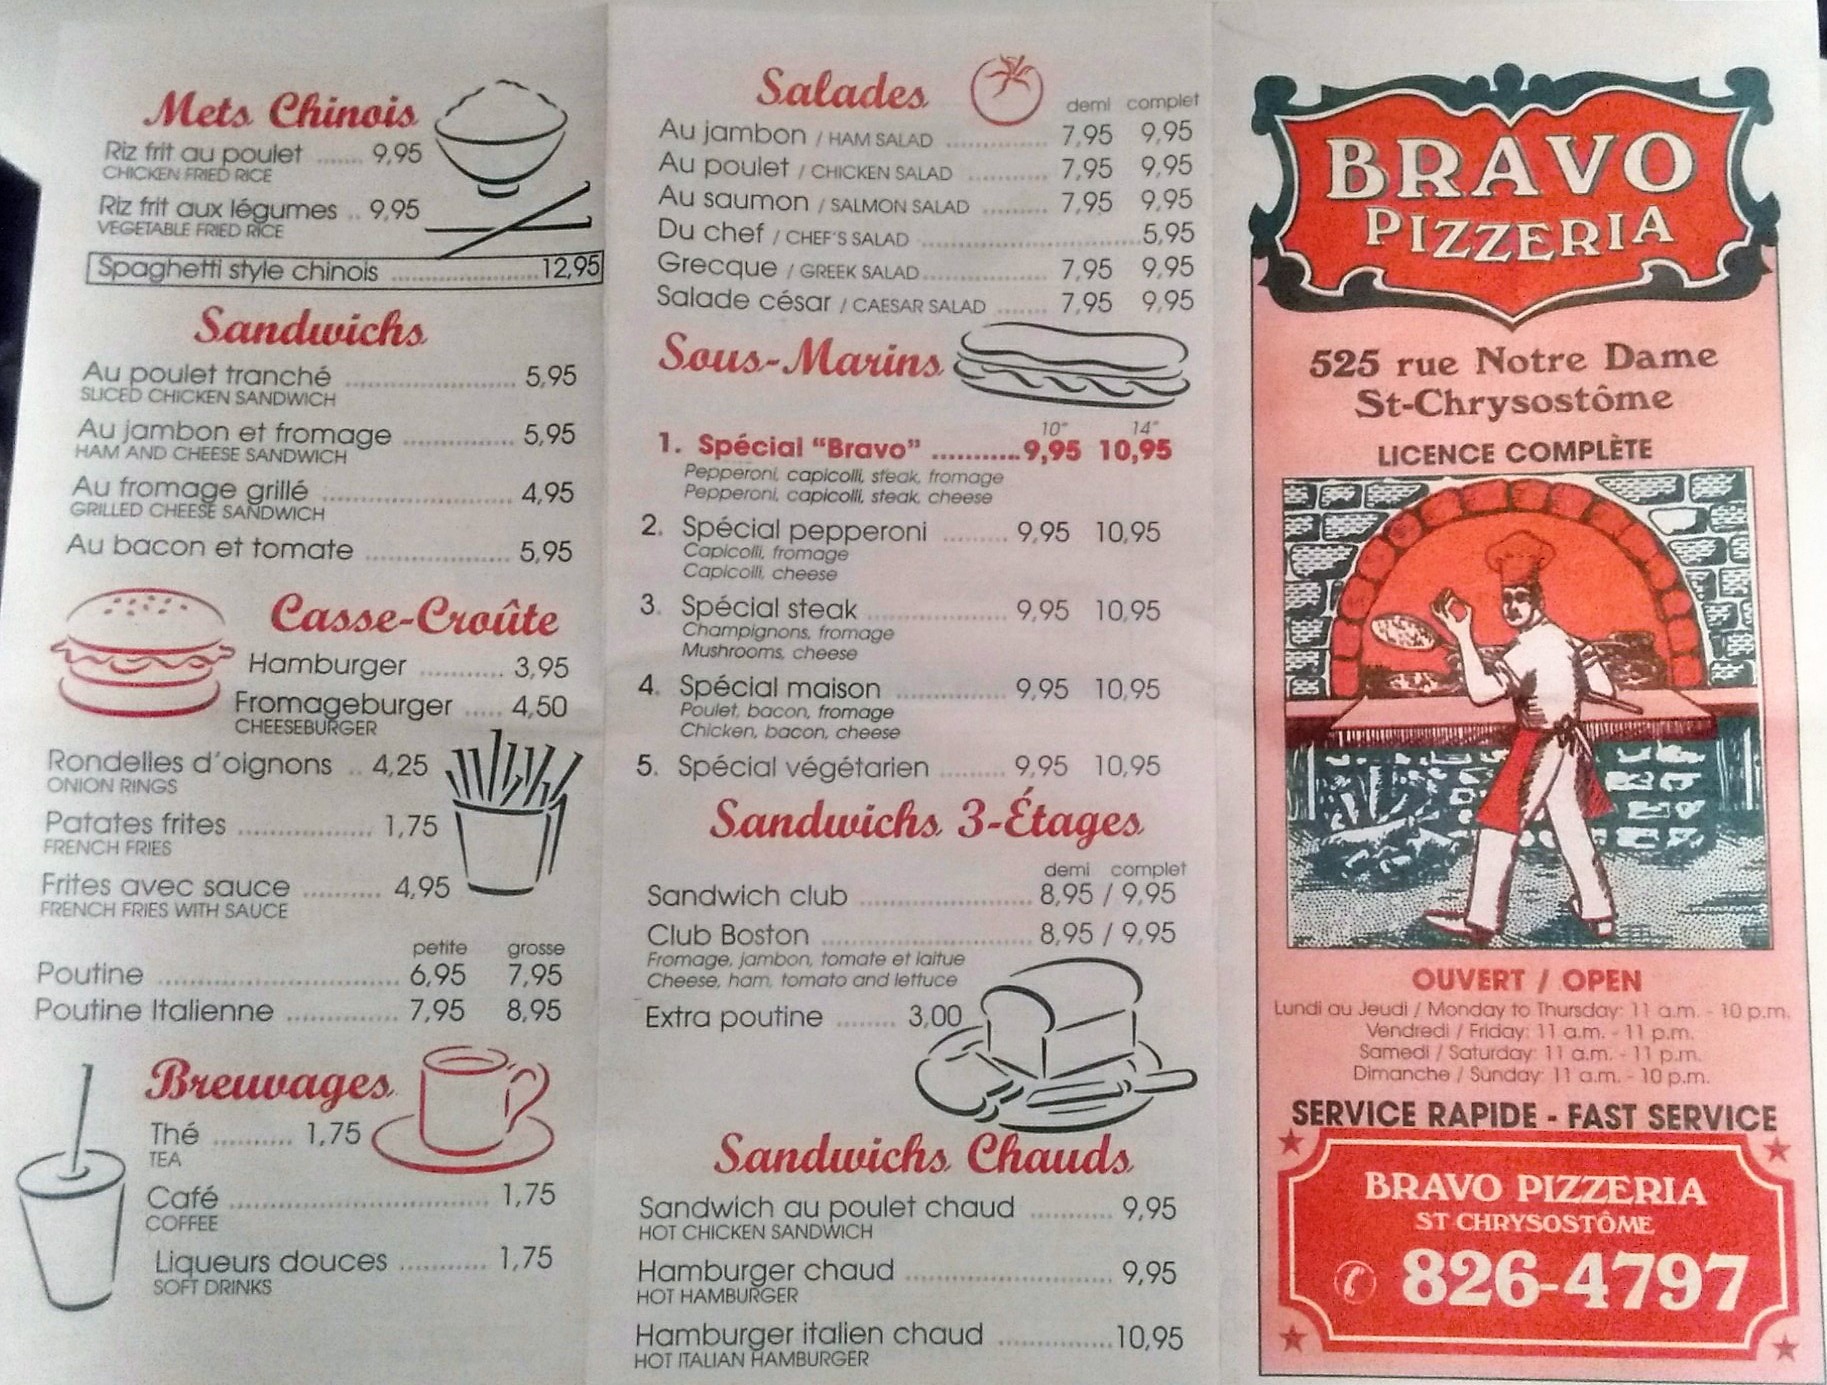 Mets Chinois
Riz frit au poulet ....... 9,95
CHICKEN FRIED RICE
Riz frit aux légumes .. 9,95
VEGETABLE FRIED RICE
Spaghetti style chinois ........................ 12,95
Sandwichs
Au poulet tranché .......................... 5,95
SLICED CHICKEN SANDWICH
Au jambon et fromage ................. 5,95
HAM AND CHEESE SANDWICH
Au fromage grillé ............................. 4,95
GRILLED CHEESE SANDWICH
Au bacon et tomate ...................... 5,95
Casse-Croûte
Hamburger ............ 3,95
Fromageburger ..... 4,50
CHEESEBURGER
Rondelles d'oignons .. 4,25
ONION RINGS
Patates frites .................... 1,75
FRENCH FRIES
Frites avec sauce ............ 4,95
FRENCH FRIES WITH SAUCE
petite grosse
Poutine .................................... 6,95 7,95
Poutine Italienne ................. 7,95 8,95
Breuvages
Thé .......... 1,75
TEA
Café ....................................... 1,75
COFFEE
Liqueurs douces ............. 1,75
SOFT DRINKS
Salades
demi complet
Au jambon / HAM SALAD ............... 7,95 9,95
Au poulet / CHICKEN SALAD ............ 7,95 9,95
Au saumon / SALMON SALAD .......... 7,95 9,95
Du chef / CHEF'S SALAD .................................. 5,95
Grecque / GREEK SALAD ................... 7,95 9,95
Salade césar / CAESAR SALAD ........ 7,95 9,95
Sous-Marins
10" 14"
1. Spécial "Bravo" ........... 9,95 10,95
Pepperoni, capicolli, steak, fromage
Pepperoni, capicolli, steak, cheese
2. Spécial pepperoni .......... 9,95 10,95
Capicolli, fromage
Capicolli, cheese
3. Spécial steak ...................... 9,95 10,95
Champignons, fromage
Mushrooms, cheese
4. Spécial maison ................. 9,95 10,95
Poulet, bacon, fromage
Chicken, bacon, cheese
5. Spécial végétarien .......... 9,95 10,95
Sandwichs 3-Étages
demi complet
Sandwich club ........................... 8,95 / 9,95
Club Boston ................................. 8,95 / 9,95
Fromage, jambon, tomate et laitue
Cheese, ham, tomato and lettuce
Extra poutine ......... 3,00
Sandwichs Chauds
Sandwich au poulet chaud ............ 9,95
HOT CHICKEN SANDWICH
Hamburger chaud ............................... 9,95
HOT HAMBURGER
Hamburger italien chaud ................. 10,95
HOT ITALIAN HAMBURGER
BRAVO
PIZZERIA
525 rue Notre Dame
St-Chrysostôme
LICENCE COMPLÈTE
OUVERT / OPEN
Lundi au Jeudi / Monday to Thursday: 11 a.m. - 10 p.m.
Vendredi / Friday: 11 a.m. - 11 p.m.
Samedi / Saturday: 11 a.m. - 11 p.m.
Dimanche / Sunday: 11 a.m. - 10 p.m.
SERVICE RAPIDE - FAST SERVICE
BRAVO PIZZERIA
ST CHRYSOSTÔME
826-4797